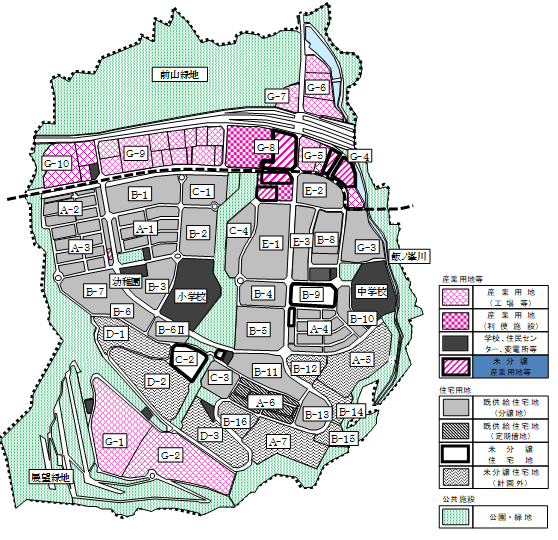 前山緑地
G-6
G-7
G-8
G-5
G-4
G-9
G-10
B-1
C-1
E-2
A-2
A-1
B-2
C-4
E-1
E-3
B-8
G-3
A-3
飯ノ峯川
幼稚園
B-3
小学校
B-7
B-4
B-9
中学校
B-6
B-10
B-6Ⅱ
B-5
A-4
D-1
C-2
A-5
B-11
B-12
C-3
D-2
A-6
B-13
B-14
B-16
G-1
D-3
A-7
B-15
G-2
展望緑地
産業用地等
産業用地
(工場等)
産業用地
(利便施設)
学校、住民セン
ター、変電所等
未分譲
産業用地等
住宅用地
既供給住宅地
(分譲地)
既供給住宅地
(定期借地)
未分譲
住宅地
未分譲住宅地
(計画外)
公共施設
公園・緑地